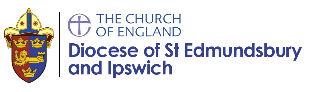 THE CHURCH
OF ENGLAND
Diocese of St Edmundsbury
and Ipswich